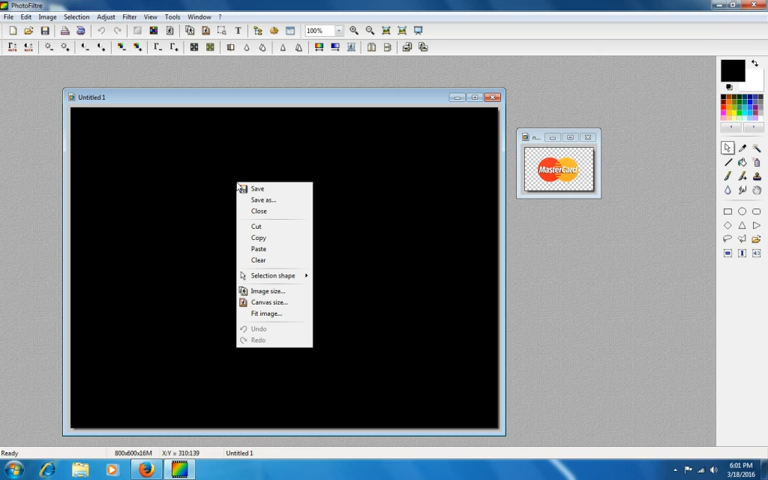 PhotoFiltre
File Edit Image Selection Adjust Filter View Tools Window ?
T 100%
Untitled 1
n...
MasterCard
Save
Save as...
Close
Cut
Copy
Paste
Clear
Selection shape
Image size...
Canvas size...
Fit image...
Undo
Redo
Ready 800x600x16M X:Y= 310:139 Untitled 1
6:01 PM
3/18/2016